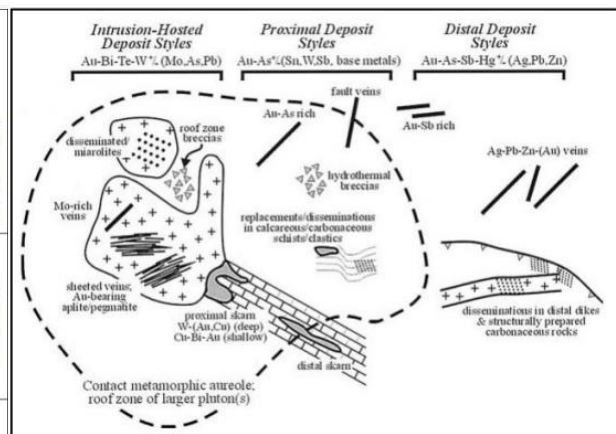 Intrusion-Hosted
Deposit Styles
Au-Bi-Te-W +/- (Mo,As,Pb)
Proximal Deposit
Styles
Au-As +/- (Sn,W,Sb, base metals)
Distal Deposit
Styles
Au-As-Sb-Hg +/- (Ag,Pb,Zn)
fault veins
Au-As rich
Au-Sb rich
disseminated/
miarolites
roof zone
breccias
Ag-Pb-Zn-(Au) veins
hydrothermal
breccias
Mo-rich
veins
replacements/disseminations
in calcareous/carbonaceous
schists/clastics
sheeted veins;
Au-bearing
aplite/pegmatite
proximal skarn
W-(Au,Cu) (deep)
Cu-Bi-Au (shallow)
disseminations in distal dikes
& structurally prepared
carbonaceous rocks
distal skarn
Contact metamorphic aureole;
roof zone of larger pluton(s)